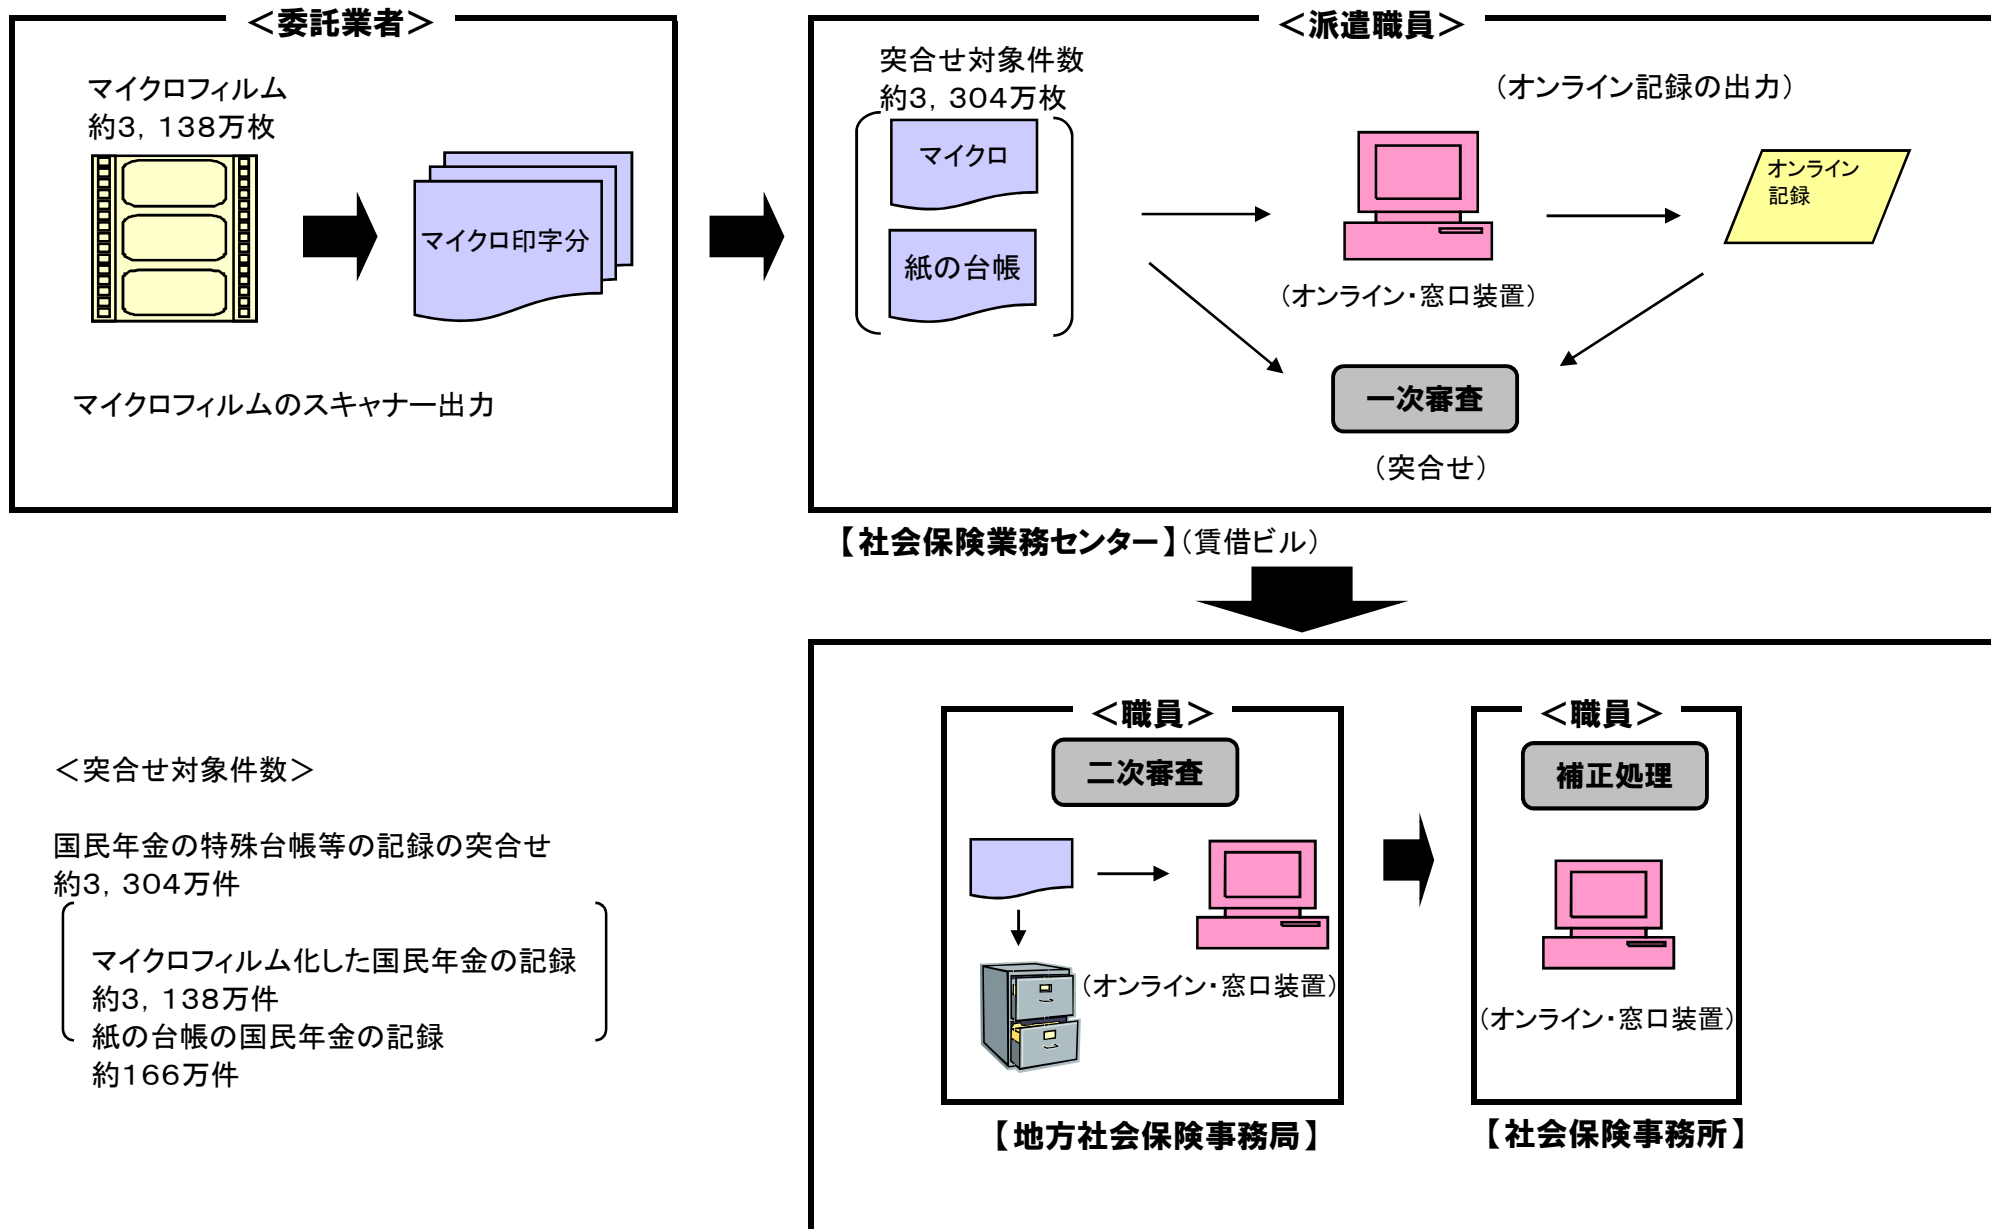 ＜委託業者＞
マイクロフィルム
約３，１３８万枚
マイクロ印字分
マイクロフィルムのスキャナー出力
＜派遣職員＞
突合せ対象件数
約３，３０４万枚
マイクロ
紙の台帳
（オンライン記録の出力）
オンライン
記録
（オンライン・窓口装置）
一次審査
（突合せ）
【社会保険業務センター】（賃借ビル）
＜職員＞
二次審査
（オンライン・窓口装置）
【地方社会保険事務局】
＜職員＞
補正処理
（オンライン・窓口装置）
【社会保険事務所】
＜突合せ対象件数＞
国民年金の特殊台帳等の記録の突合せ
約３，３０４万件
マイクロフィルム化した国民年金の記録
約３，１３８万件
紙の台帳の国民年金の記録
約１６６万件